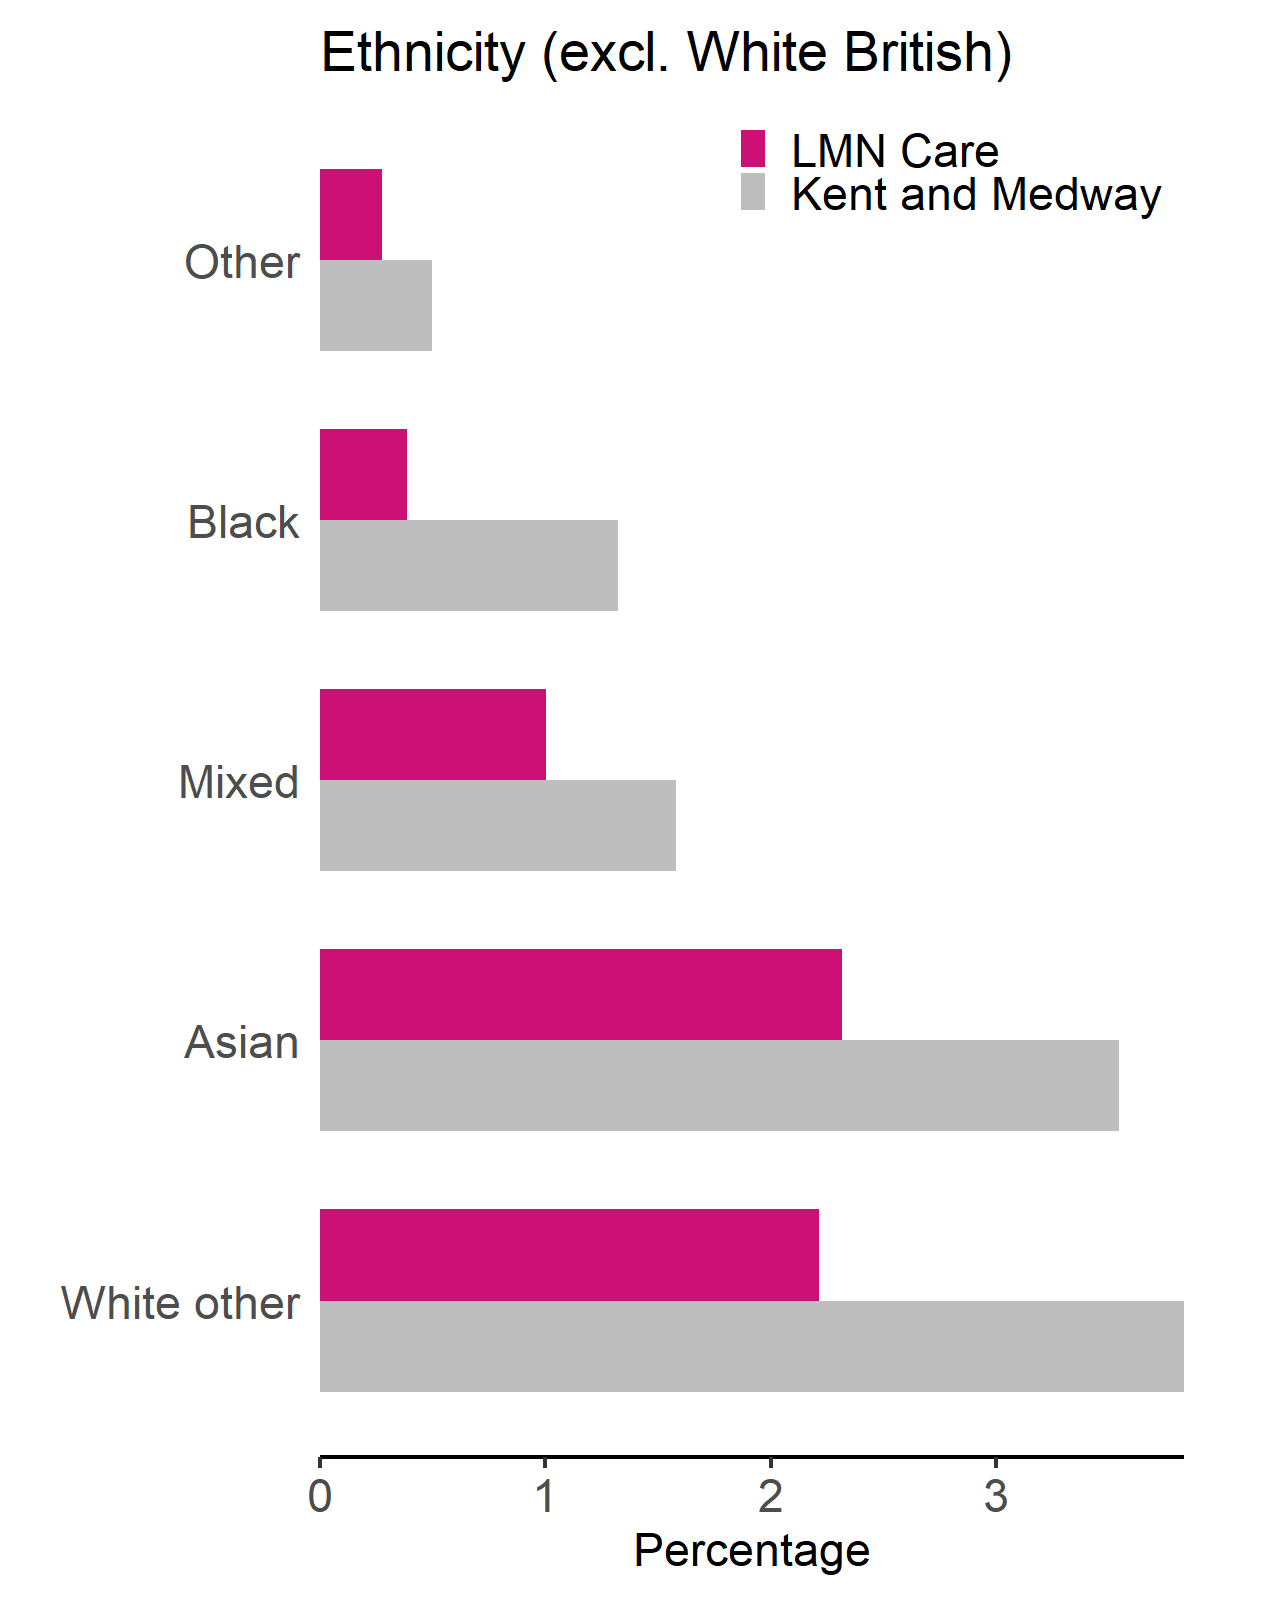 Ethnicity (excl. White British)
LMN Care
Kent and Medway
Other
Black
Mixed
Asian
White other
0 1 2 3
Percentage